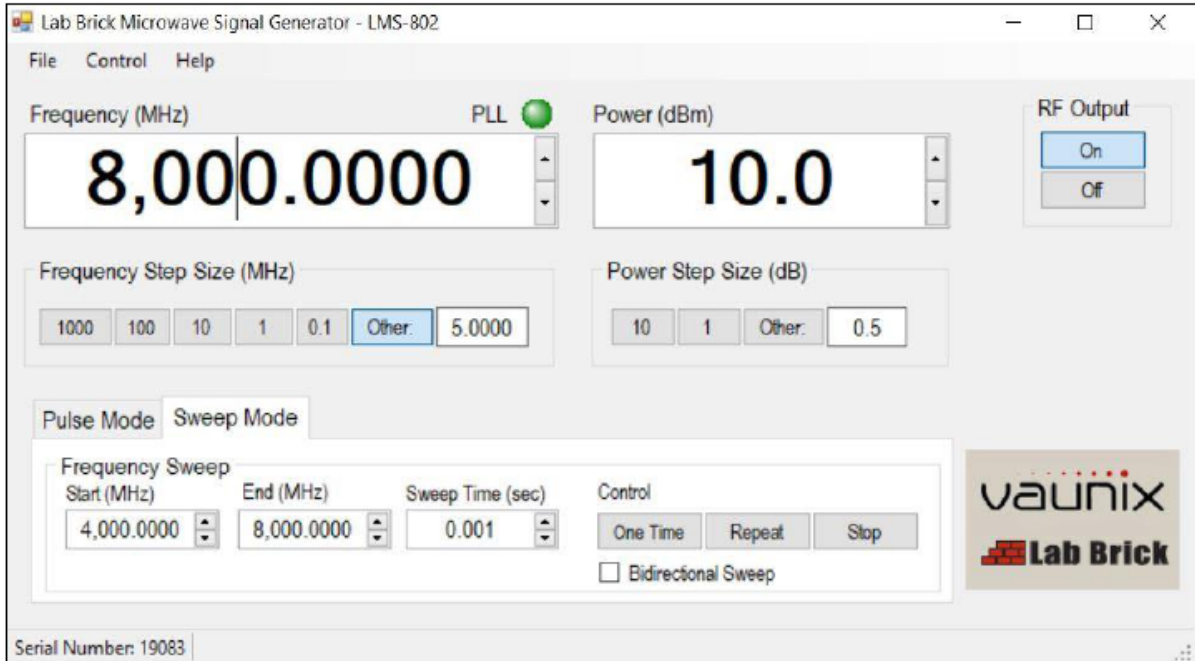 Lab Brick Microwave Signal Generator - LMS-802
File Control Help
Frequency (MHz) PLL Power (dBm) RF Output
8,000.0000 10.0 On
Off
Frequency Step Size (MHz) Power Step Size (dB)
1000 100 10 1 0.1 Other: 5.0000 10 1 Other: 0.5
Pulse Mode Sweep Mode
Frequency Sweep
Start (MHz) End (MHz) Sweep Time (sec) Control
4,000.0000 8,000.0000 0.001 One Time Repeat Stop
Bidirectional Sweep
vaunix
Lab Brick
Serial Number: 19083